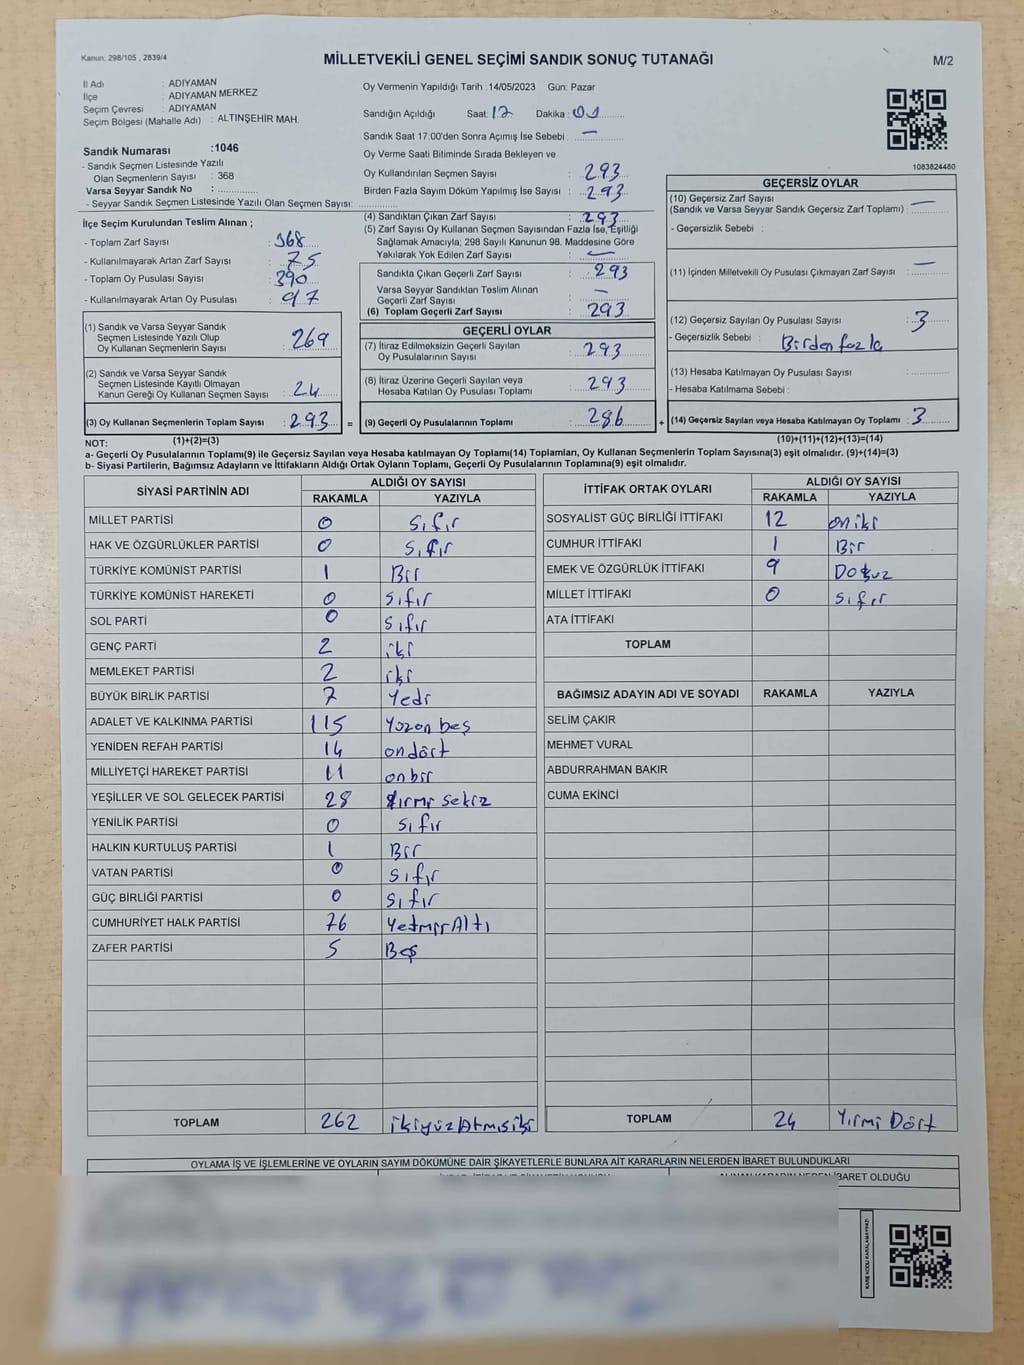 Kanun: 298/105 , 2839/4
MİLLETVEKİLİ GENEL SEÇİMİ SANDIK SONUÇ TUTANAĞI
M/2
İl Adı : ADIYAMAN
İlçe : ADIYAMAN MERKEZ
Seçim Çevresi : ADIYAMAN
Seçim Bölgesi (Mahalle Adı) : ALTINŞEHİR MAH.
Oy Vermenin Yapıldığı Tarih :14/05/2023 Gün: Pazar
Sandığın Açıldığı Saat: 17 Dakika: 01
Sandık Saat 17:00'den Sonra Açımış İse Sebebi : —
Sandık Numarası :1046
- Sandık Seçmen Listesinde Yazılı
Olan Seçmenlerin Sayısı : 368
Varsa Seyyar Sandık No :
- Seyyar Sandık Seçmen Listesinde Yazılı Olan Seçmen Sayısı:
Oy Verme Saati Bitiminde Sırada Bekleyen ve
Oy Kullandırılan Seçmen Sayısı : 293
Birden Fazla Sayım Döküm Yapılmış İse Sayısı : 293
1083824480
İlçe Seçim Kurulundan Teslim Alınan ;
- Toplam Zarf Sayısı : 368
- Kullanılmayarak Artan Zarf Sayısı : 75
- Toplam Oy Pusulası Sayısı : 390
- Kullanılmayarak Artan Oy Pusulası : 97
(4) Sandıktan Çıkan Zarf Sayısı : 293
(5) Zarf Sayısı Oy Kullanan Seçmen Sayısından Fazla İse, Eşitliği
Sağlamak Amacıyla; 298 Sayılı Kanunun 98. Maddesine Göre
Yakılarak Yok Edilen Zarf Sayısı : —
Sandıkta Çıkan Geçerli Zarf Sayısı : 293
Varsa Seyyar Sandıktan Teslim Alınan
Geçerli Zarf Sayısı : —
(6) Toplam Geçerli Zarf Sayısı : 293
GEÇERSİZ OYLAR
(10) Geçersiz Zarf Sayısı
(Sandık ve Varsa Seyyar Sandık Geçersiz Zarf Toplamı) : —
- Geçersizlik Sebebi :
(11) İçinden Milletvekili Oy Pusulası Çıkmayan Zarf Sayısı : —
(12) Geçersiz Sayılan Oy Pusulası Sayısı : 3
- Geçersizlik Sebebi : Birden fazla
(13) Hesaba Katılmayan Oy Pusulası Sayısı :
- Hesaba Katılmama Sebebi :
(14) Geçersiz Sayılan veya Hesaba Katılmayan Oy Toplamı : 3
(1) Sandık ve Varsa Seyyar Sandık
Seçmen Listesinde Yazılı Olup
Oy Kullanan Seçmenlerin Sayısı : 269
(2) Sandık ve Varsa Seyyar Sandık
Seçmen Listesinde Kayıtlı Olmayan
Kanun Gereği Oy Kullanan Seçmen Sayısı : 24
(3) Oy Kullanan Seçmenlerin Toplam Sayısı : 293 =
GEÇERLİ OYLAR
(7) İtiraz Edilmeksizin Geçerli Sayılan
Oy Pusulalarının Sayısı : 293
(8) İtiraz Üzerine Geçerli Sayılan veya
Hesaba Katılan Oy Pusulası Toplamı : 293
(9) Geçerli Oy Pusulalarının Toplamı : 286 +
NOT: (1)+(2)=(3)
(10)+(11)+(12)+(13)=(14)
a- Geçerli Oy Pusulalarının Toplamı(9) ile Geçersiz Sayılan veya Hesaba Katılmayan Oy Toplamı(14) Toplamları, Oy Kullanan Seçmenlerin Toplam Sayısına(3) eşit olmalıdır. (9)+(14)=(3)
b- Siyasi Partilerin, Bağımsız Adayların ve İttifakların Aldığı Ortak Oyların Toplamı, Geçerli Oy Pusulalarının Toplamına(9) eşit olmalıdır.
SİYASİ PARTİNİN ADI ALDIĞI OY SAYISI
RAKAMLA YAZIYLA
MİLLET PARTİSİ 0 Sıfır
HAK VE ÖZGÜRLÜKLER PARTİSİ 0 Sıfır
TÜRKİYE KOMÜNİST PARTİSİ 1 Bir
TÜRKİYE KOMÜNİST HAREKETİ 0 Sıfır
SOL PARTİ 0 Sıfır
GENÇ PARTİ 2 iki
MEMLEKET PARTİSİ 2 iki
BÜYÜK BİRLİK PARTİSİ 7 Yedi
ADALET VE KALKINMA PARTİSİ 115 Yüzon beş
YENİDEN REFAH PARTİSİ 14 ondört
MİLLİYETÇİ HAREKET PARTİSİ 11 onbir
YEŞİLLER VE SOL GELECEK PARTİSİ 28 Yirmi Sekiz
YENİLİK PARTİSİ 0 Sıfır
HALKIN KURTULUŞ PARTİSİ 1 Bir
VATAN PARTİSİ 0 Sıfır
GÜÇ BİRLİĞİ PARTİSİ 0 Sıfır
CUMHURİYET HALK PARTİSİ 76 YetmişAltı
ZAFER PARTİSİ 5 Beş
TOPLAM 262 ikiyüzAtmışiki
İTTİFAK ORTAK OYLARI ALDIĞI OY SAYISI
RAKAMLA YAZIYLA
SOSYALİST GÜÇ BİRLİĞİ İTTİFAKI 12 oniki
CUMHUR İTTİFAKI 1 Bir
EMEK VE ÖZGÜRLÜK İTTİFAKI 9 Dokuz
MİLLET İTTİFAKI 0 Sıfır
ATA İTTİFAKI
TOPLAM
BAĞIMSIZ ADAYIN ADI VE SOYADI RAKAMLA YAZIYLA
SELİM ÇAKIR
MEHMET VURAL
ABDURRAHMAN BAKIR
CUMA EKİNCİ
TOPLAM 24 Yirmi Dört
OYLAMA İŞ VE İŞLEMLERİNE VE OYLARIN SAYIM DÖKÜMÜNE DAİR ŞİKAYETLERLE BUNLARA AİT KARARLARIN NELERDEN İBARET BULUNDUKLARI
İBARET OLDUĞU
KARE KODU KARALAMAYINIZ!